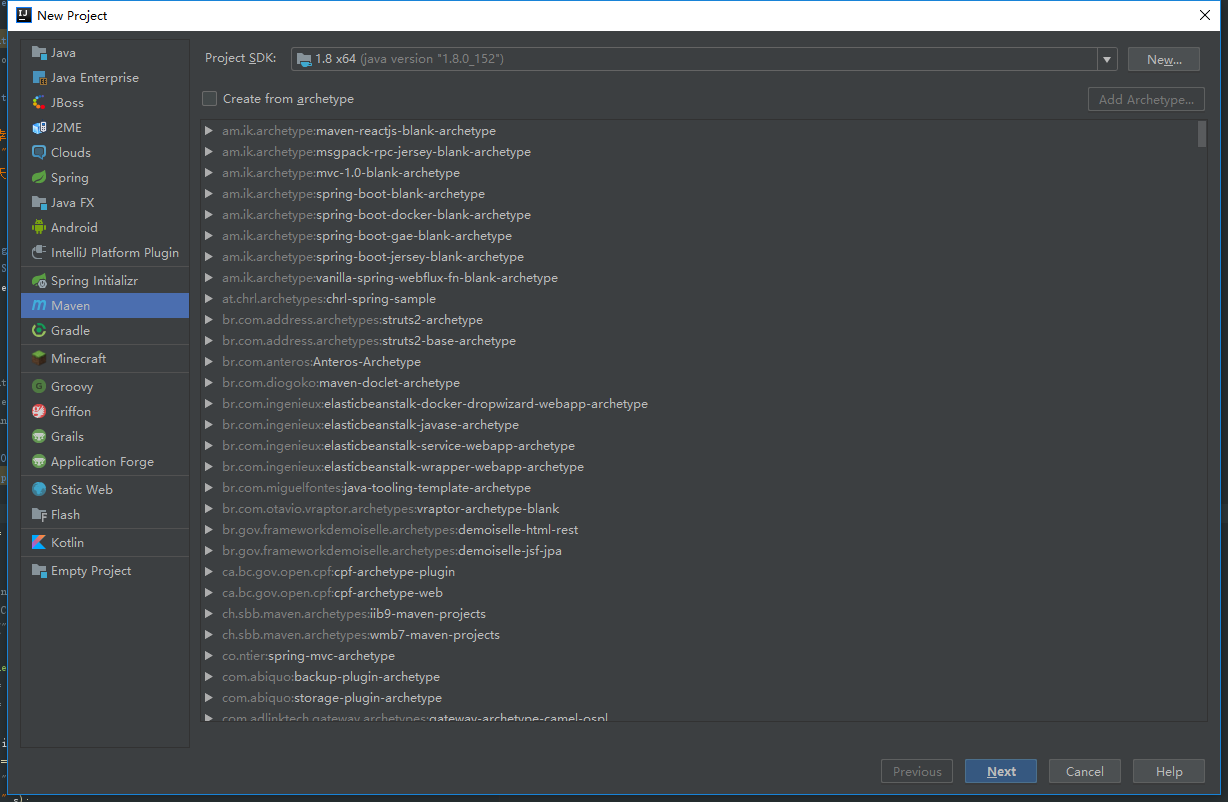 New Project
Java
Java Enterprise
JBoss
J2ME
Clouds
Spring
Java FX
Android
IntelliJ Platform Plugin
Spring Initializr
Maven
Gradle
Minecraft
Groovy
Griffon
Grails
Application Forge
Static Web
Flash
Kotlin
Empty Project
Project SDK: 1.8 x64 (java version "1.8.0_152") New...
Create from archetype Add Archetype...
am.ik.archetype:maven-reactjs-blank-archetype
am.ik.archetype:msgpack-rpc-jersey-blank-archetype
am.ik.archetype:mvc-1.0-blank-archetype
am.ik.archetype:spring-boot-blank-archetype
am.ik.archetype:spring-boot-docker-blank-archetype
am.ik.archetype:spring-boot-gae-blank-archetype
am.ik.archetype:spring-boot-jersey-blank-archetype
am.ik.archetype:vanilla-spring-webflux-fn-blank-archetype
at.chrl.archetypes:chrl-spring-sample
br.com.address.archetypes:struts2-archetype
br.com.address.archetypes:struts2-base-archetype
br.com.anteros:Anteros-Archetype
br.com.diogoko:maven-doclet-archetype
br.com.ingenieux:elasticbeanstalk-docker-dropwizard-webapp-archetype
br.com.ingenieux:elasticbeanstalk-javase-archetype
br.com.ingenieux:elasticbeanstalk-service-webapp-archetype
br.com.ingenieux:elasticbeanstalk-wrapper-webapp-archetype
br.com.miguelfontes:java-tooling-template-archetype
br.com.otavio.vraptor.archetypes:vraptor-archetype-blank
br.gov.frameworkdemoiselle.archetypes:demoiselle-html-rest
br.gov.frameworkdemoiselle.archetypes:demoiselle-jsf-jpa
ca.bc.gov.open.cpf:cpf-archetype-plugin
ca.bc.gov.open.cpf:cpf-archetype-web
ch.sbb.maven.archetypes:iib9-maven-projects
ch.sbb.maven.archetypes:wmb7-maven-projects
co.ntier:spring-mvc-archetype
com.abiquo:backup-plugin-archetype
com.abiquo:storage-plugin-archetype
com.adlinktech.gateway.archetypes:gateway-archetype-camel-ospl
Previous Next Cancel Help